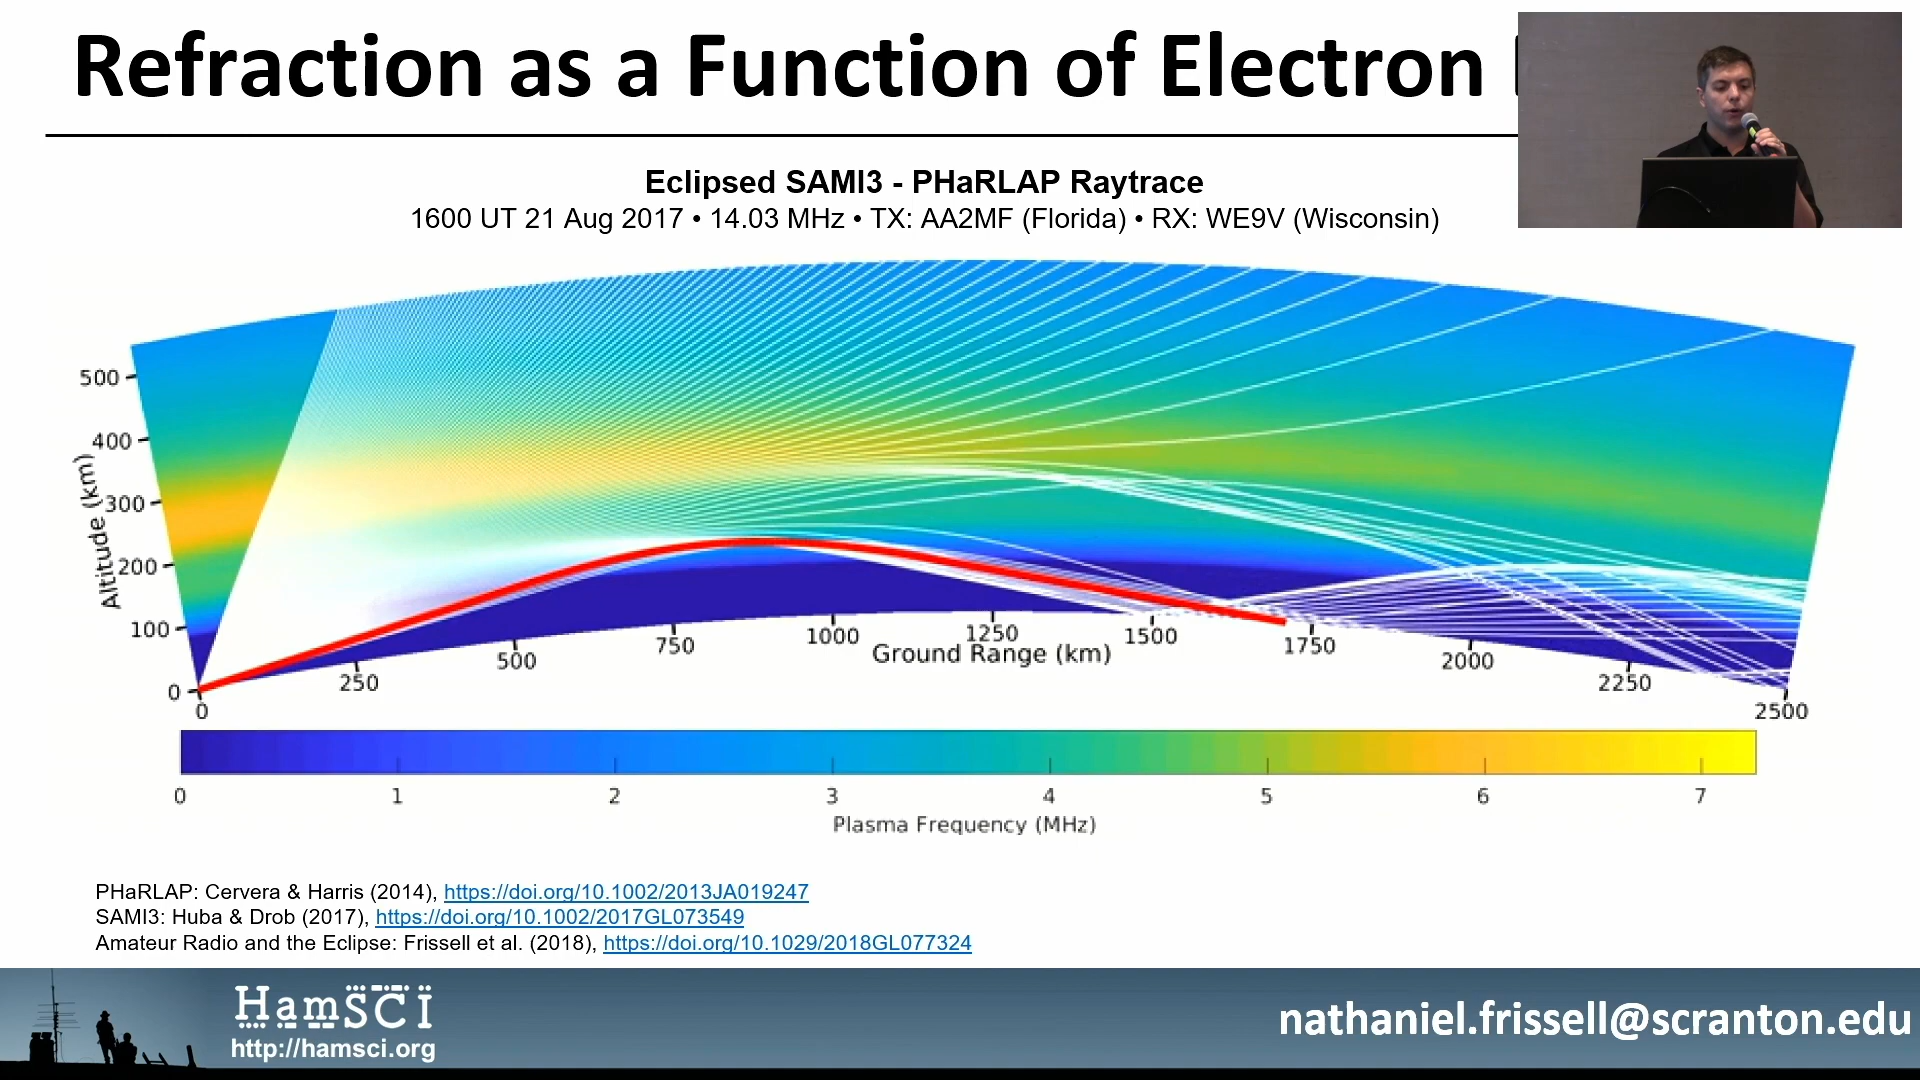 Refraction as a Function of Electron
Eclipsed SAMI3 - PHaRLAP Raytrace
1600 UT 21 Aug 2017 • 14.03 MHz • TX: AA2MF (Florida) • RX: WE9V (Wisconsin)
500
400
300
200
100
0
Altitude (km)
0
250
500
750
1000
1250
1500
1750
2000
2250
2500
Ground Range (km)
0 1 2 3 4 5 6 7
Plasma Frequency (MHz)
PHaRLAP: Cervera & Harris (2014), https://doi.org/10.1002/2013JA019247
SAMI3: Huba & Drob (2017), https://doi.org/10.1002/2017GL073549
Amateur Radio and the Eclipse: Frissell et al. (2018), https://doi.org/10.1029/2018GL077324
HamSCI
http://hamsci.org
nathaniel.frissell@scranton.edu